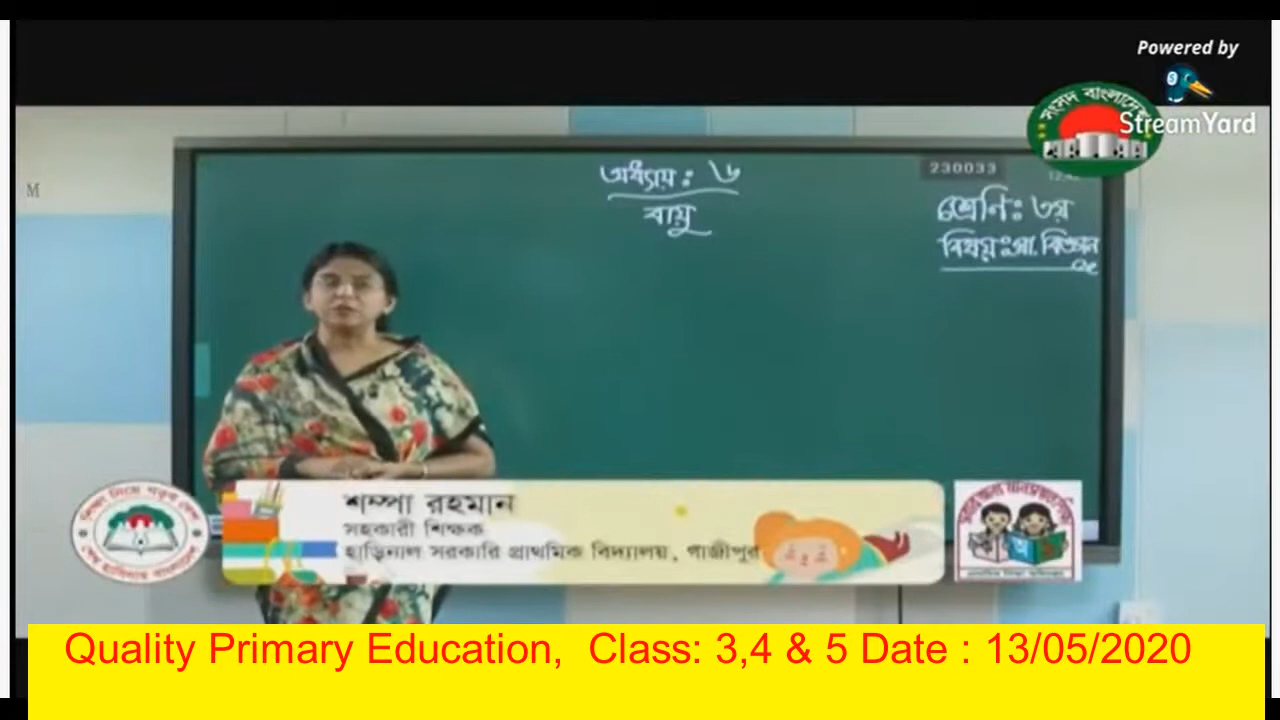 Powered by
StreamYard
সংসদ বাংলাদেশ
M
230033
অধ্যায় : ৬
বায়ু
শ্রেণি : ৩য়
বিষয় : প্রা. বিজ্ঞান
শম্পা রহমান
সহকারী শিক্ষক
হাড়িনাল সরকারি প্রাথমিক বিদ্যালয়, গাজীপুর
Quality Primary Education, Class: 3,4 & 5 Date : 13/05/2020